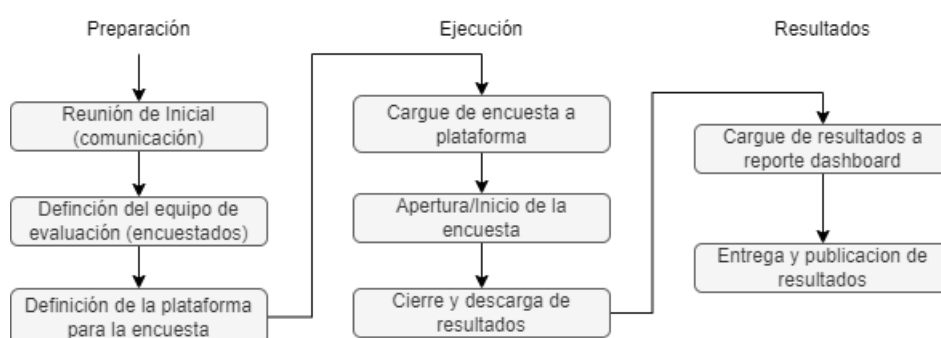 Preparación
Reunión de Inicial
(comunicación)
Definción del equipo de
evaluación (encuestados)
Definición de la plataforma
para la encuesta
Ejecución
Cargue de encuesta a
plataforma
Apertura/Inicio de la
encuesta
Cierre y descarga de
resultados
Resultados
Cargue de resultados a
reporte dashboard
Entrega y publicacion de
resultados